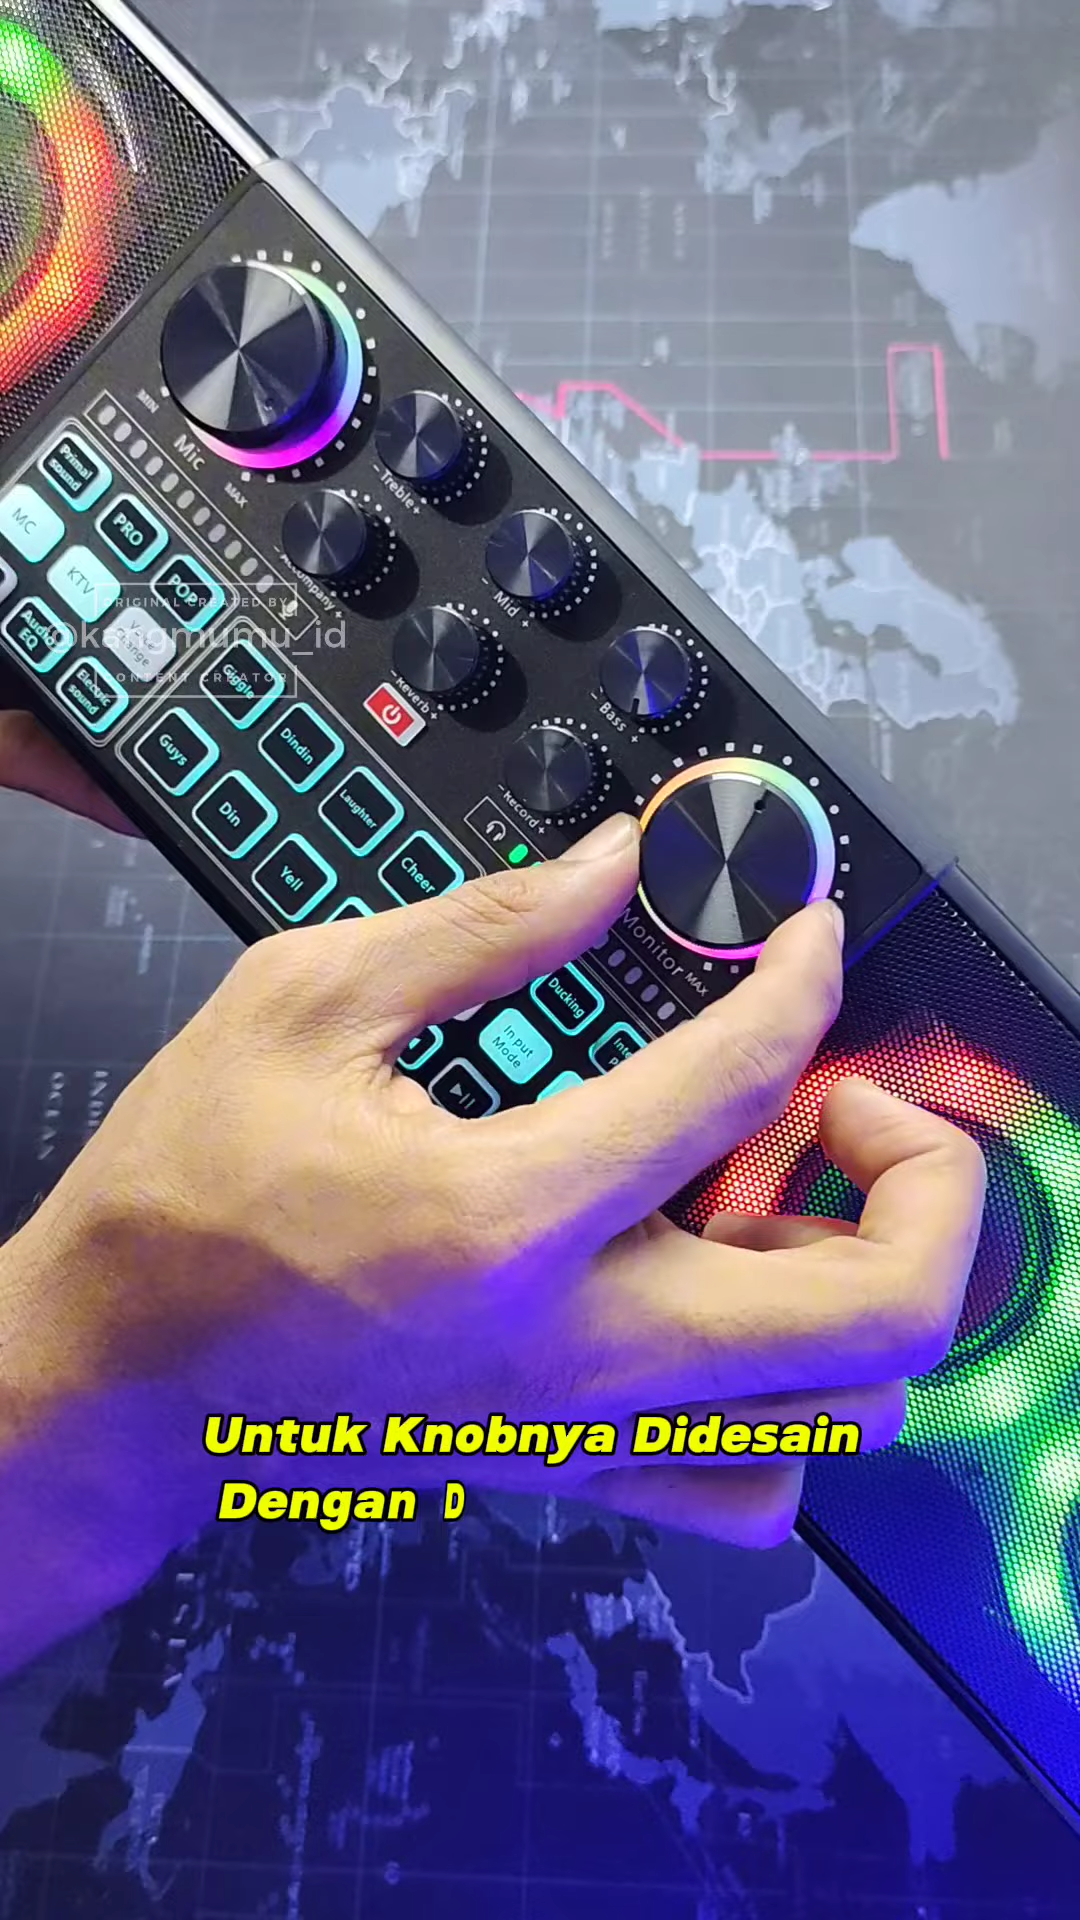 MIN
Mic
MAX
Treble+
Accompany+
Mid +
Reverb+
Bass +
Record+
Monitor
MAX
Primal
sound
PRO
POP
MC
KTV
Audio
EQ
Electric
sound
Giggle
Dindin
Laughter
Cheer
Guys
Din
Yell
Ducking
In put
Mode
ORIGINAL CREATED BY
@kangmumu_id
CONTENT CREATOR
Untuk Knobnya Didesain
Dengan D